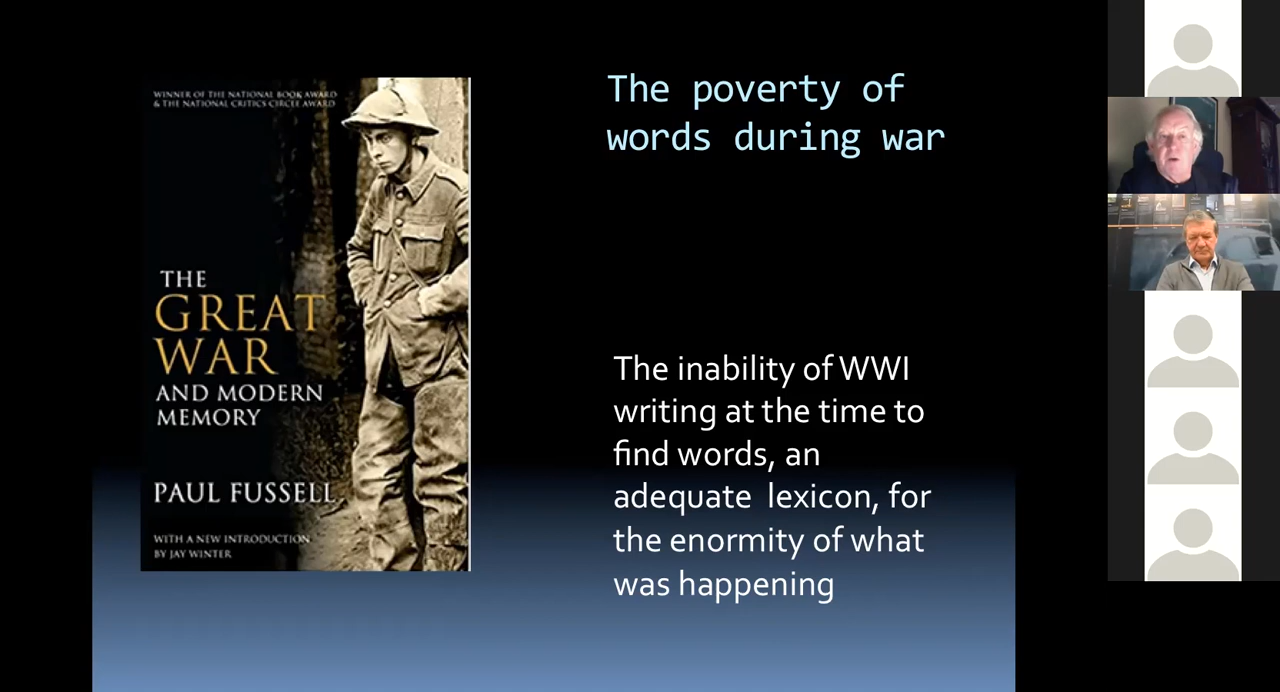 WINNER OF THE NATIONAL BOOK AWARD
& THE NATIONAL CRITICS CIRCLE AWARD
THE
GREAT
WAR
AND MODERN
MEMORY
PAUL FUSSELL
WITH A NEW INTRODUCTION
BY JAY WINTER
The poverty of
words during war
The inability of WWI
writing at the time to
find words, an
adequate lexicon, for
the enormity of what
was happening